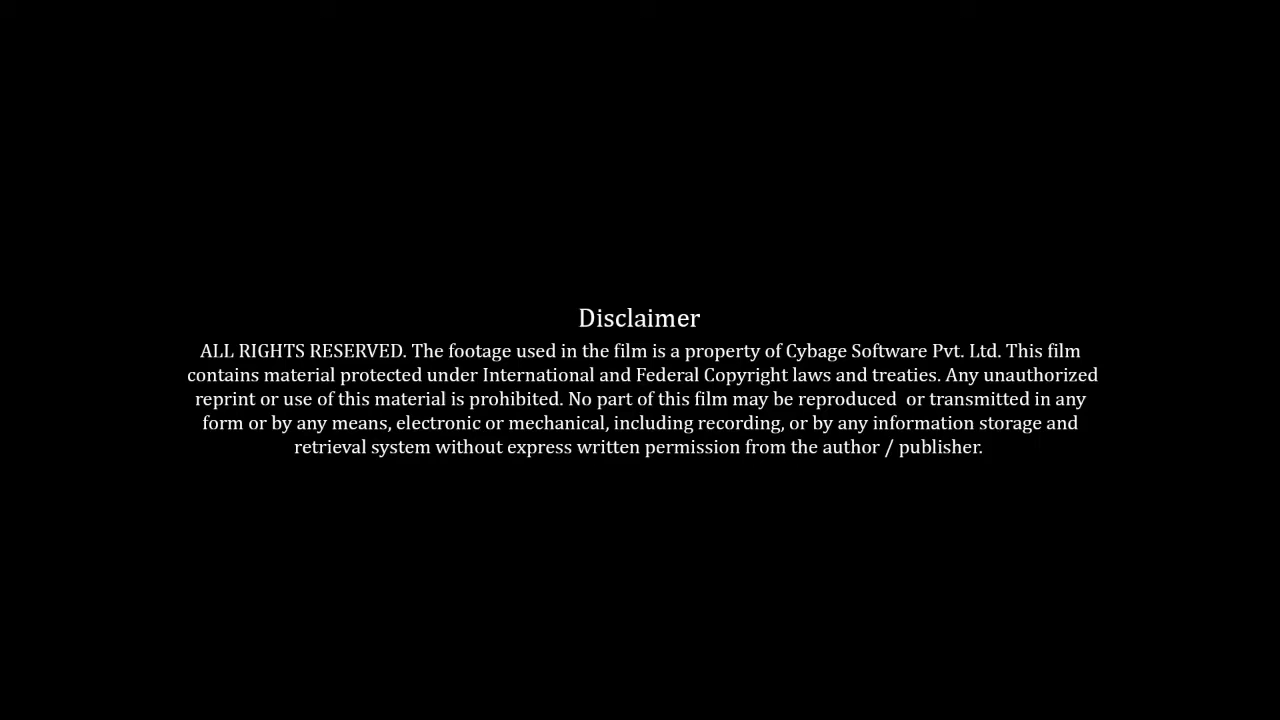 Disclaimer
ALL RIGHTS RESERVED. The footage used in the film is a property of Cybage Software Pvt. Ltd. This film
contains material protected under International and Federal Copyright laws and treaties. Any unauthorized
reprint or use of this material is prohibited. No part of this film may be reproduced  or transmitted in any
form or by any means, electronic or mechanical, including recording, or by any information storage and
retrieval system without express written permission from the author / publisher.